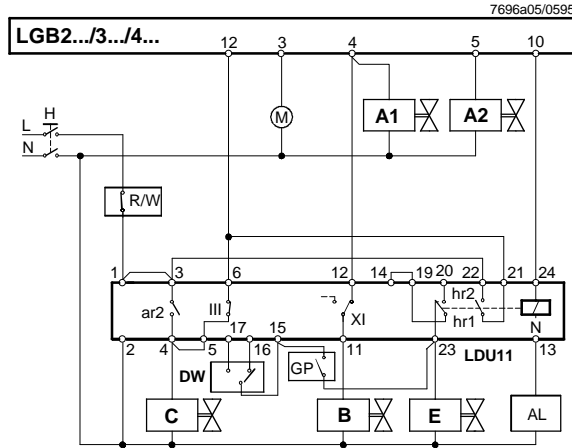 7696a05/0595
LGB2.../3.../4...
12 3 4 5 10
H
L
N
M
A1
A2
R/W
1 3 6 12 14 19 20 22 21 24
ar2
III
XI
hr2
hr1
N
2 4 5 17 16 15 11 23 LDU11 13
DW
GP
C
B
E
AL